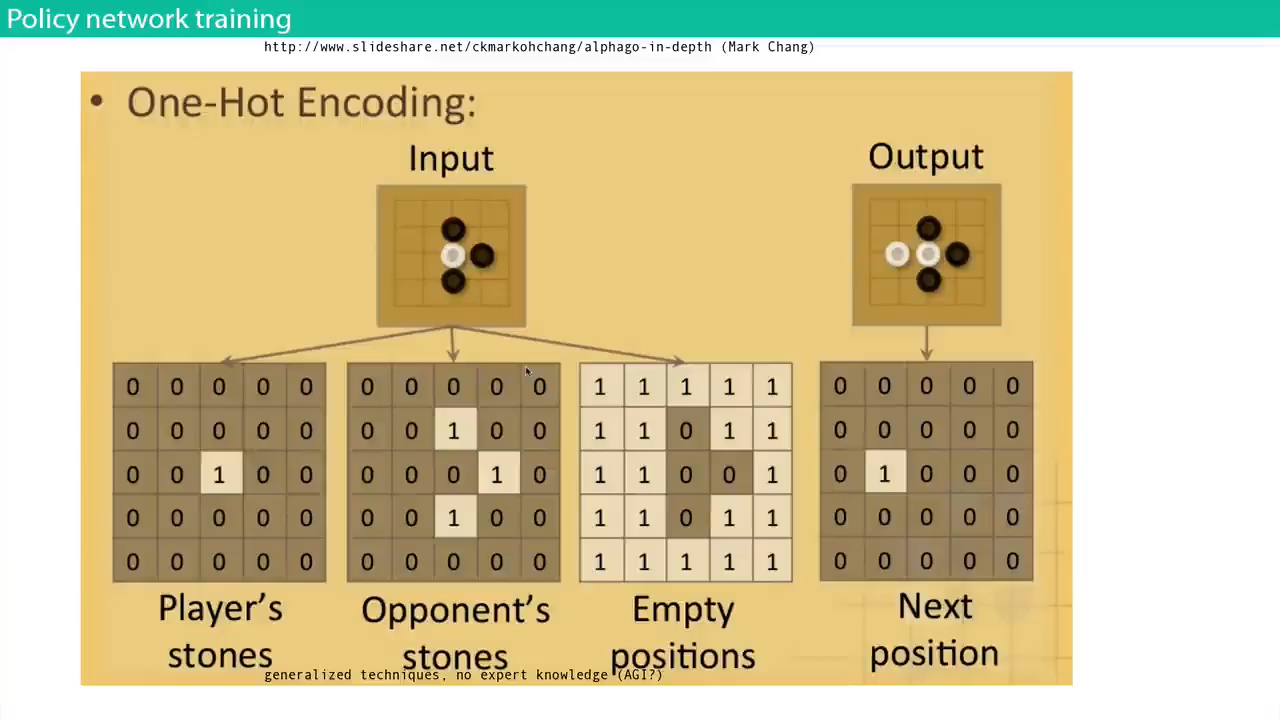 Policy network training
http://www.slideshare.net/ckmarkohchang/alphago-in-depth (Mark Chang)
• One-Hot Encoding:
Input
Output
0 0 0 0 0
0 0 0 0 0
0 0 1 0 0
0 0 0 0 0
0 0 0 0 0
Player's
stones
0 0 0 0 0
0 0 1 0 0
0 0 0 1 0
0 0 1 0 0
0 0 0 0 0
Opponent's
stones
1 1 1 1 1
1 1 0 1 1
1 1 0 0 1
1 1 0 1 1
1 1 1 1 1
Empty
positions
0 0 0 0 0
0 0 0 0 0
0 1 0 0 0
0 0 0 0 0
0 0 0 0 0
Next
position
generalized techniques, no expert knowledge (AGI?)